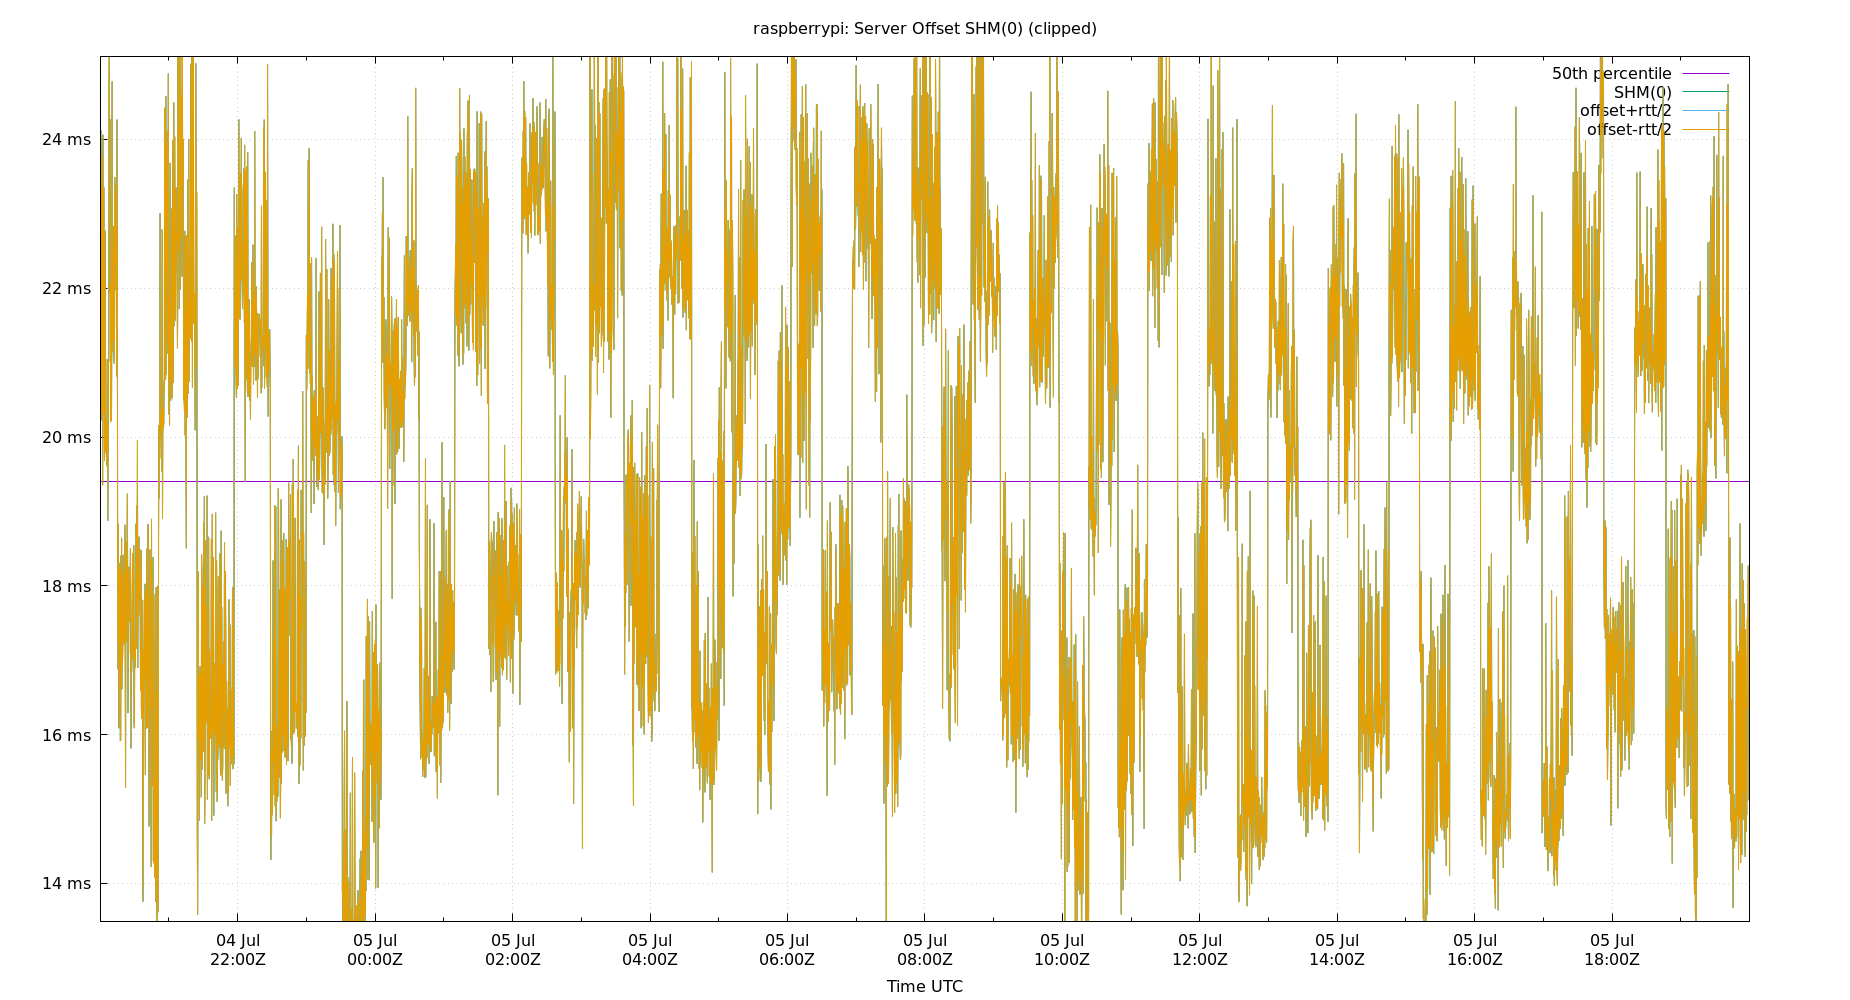 raspberrypi: Server Offset SHM(0) (clipped)
50th percentile
SHM(0)
offset+rtt/2
offset-rtt/2
24 ms
22 ms
20 ms
18 ms
16 ms
14 ms
04 Jul 05 Jul 05 Jul 05 Jul 05 Jul 05 Jul 05 Jul 05 Jul 05 Jul 05 Jul 05 Jul
22:00Z 00:00Z 02:00Z 04:00Z 06:00Z 08:00Z 10:00Z 12:00Z 14:00Z 16:00Z 18:00Z
Time UTC